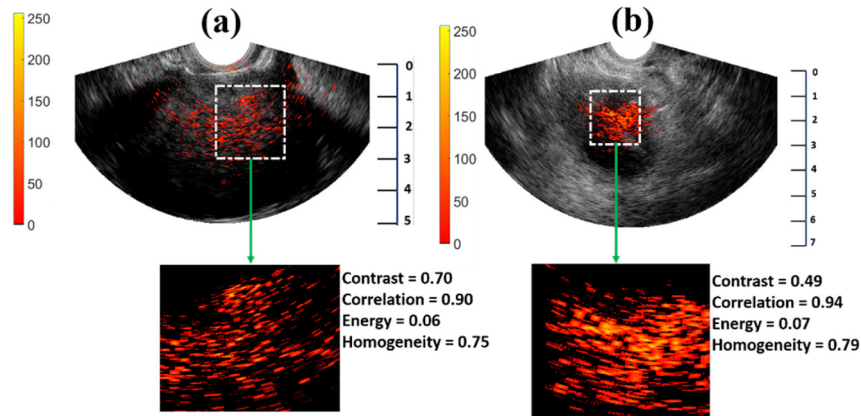 (a)
250
200
150
100
50
0
0
1
2
3
4
5
Contrast = 0.70
Correlation = 0.90
Energy = 0.06
Homogeneity = 0.75
(b)
250
200
150
100
50
0
0
1
2
3
4
5
6
7
Contrast = 0.49
Correlation = 0.94
Energy = 0.07
Homogeneity = 0.79